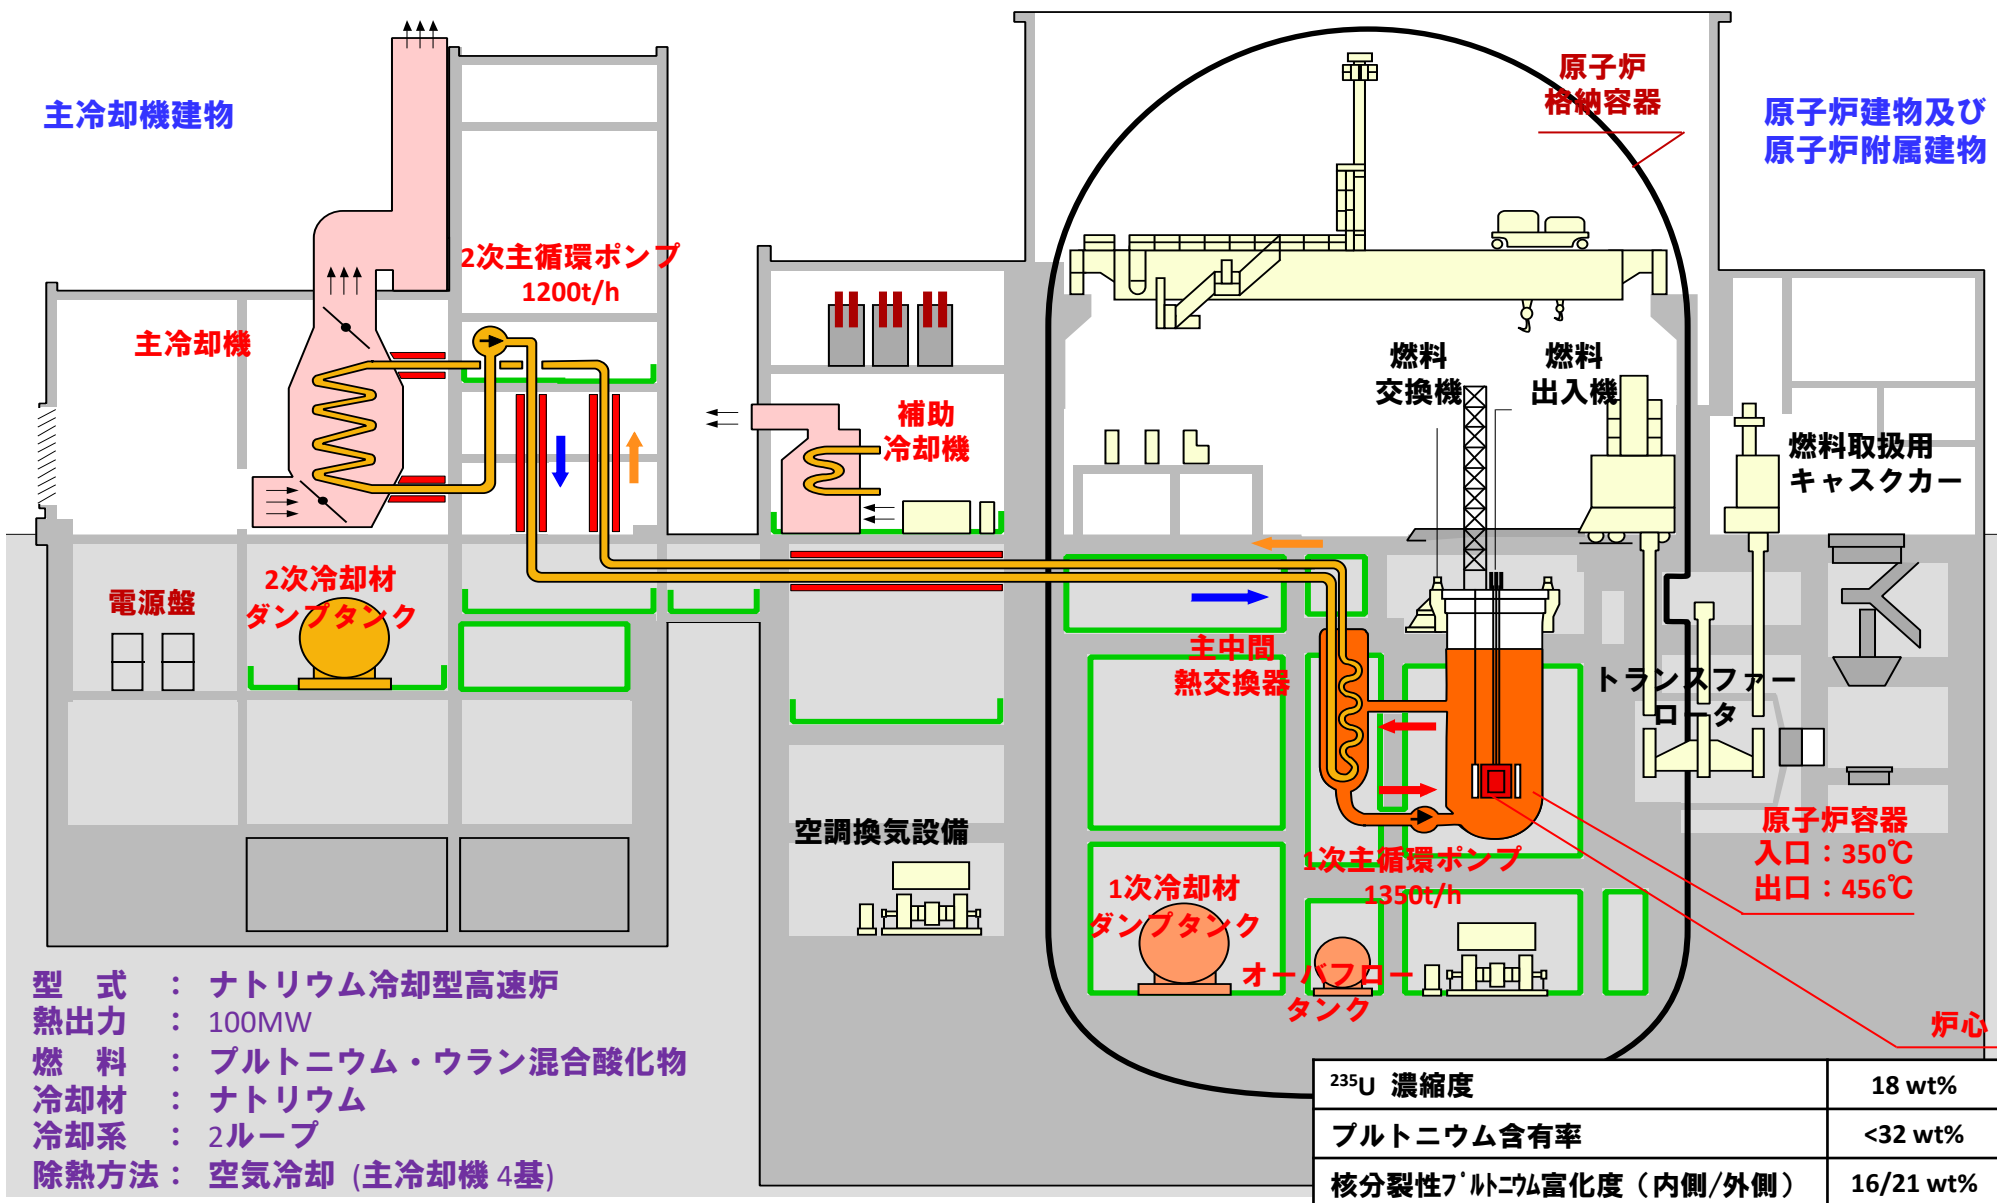 主冷却機建物
原子炉
格納容器
原子炉建物及び
原子炉附属建物
2次主循環ポンプ
1200t/h
主冷却機
補助
冷却機
燃料
交換機
燃料
出入機
燃料取扱用
キャスクカー
電源盤
2次冷却材
ダンプタンク
主中間
熱交換器
トランスファー
ロータ
空調換気設備
1次主循環ポンプ
1350t/h
原子炉容器
入口：350℃
出口：456℃
1次冷却材
ダンプタンク
オーバフロー
タンク
炉心
型　式　：　ナトリウム冷却型高速炉
熱出力　：　100MW
燃　料　：　プルトニウム・ウラン混合酸化物
冷却材　：　ナトリウム
冷却系　：　2ループ
除熱方法：　空気冷却 (主冷却機 4基)
²³⁵U 濃縮度　18 wt%
プルトニウム含有率　<32 wt%
核分裂性ﾌﾟﾙﾄﾆｳﾑ富化度（内側/外側）　16/21 wt%